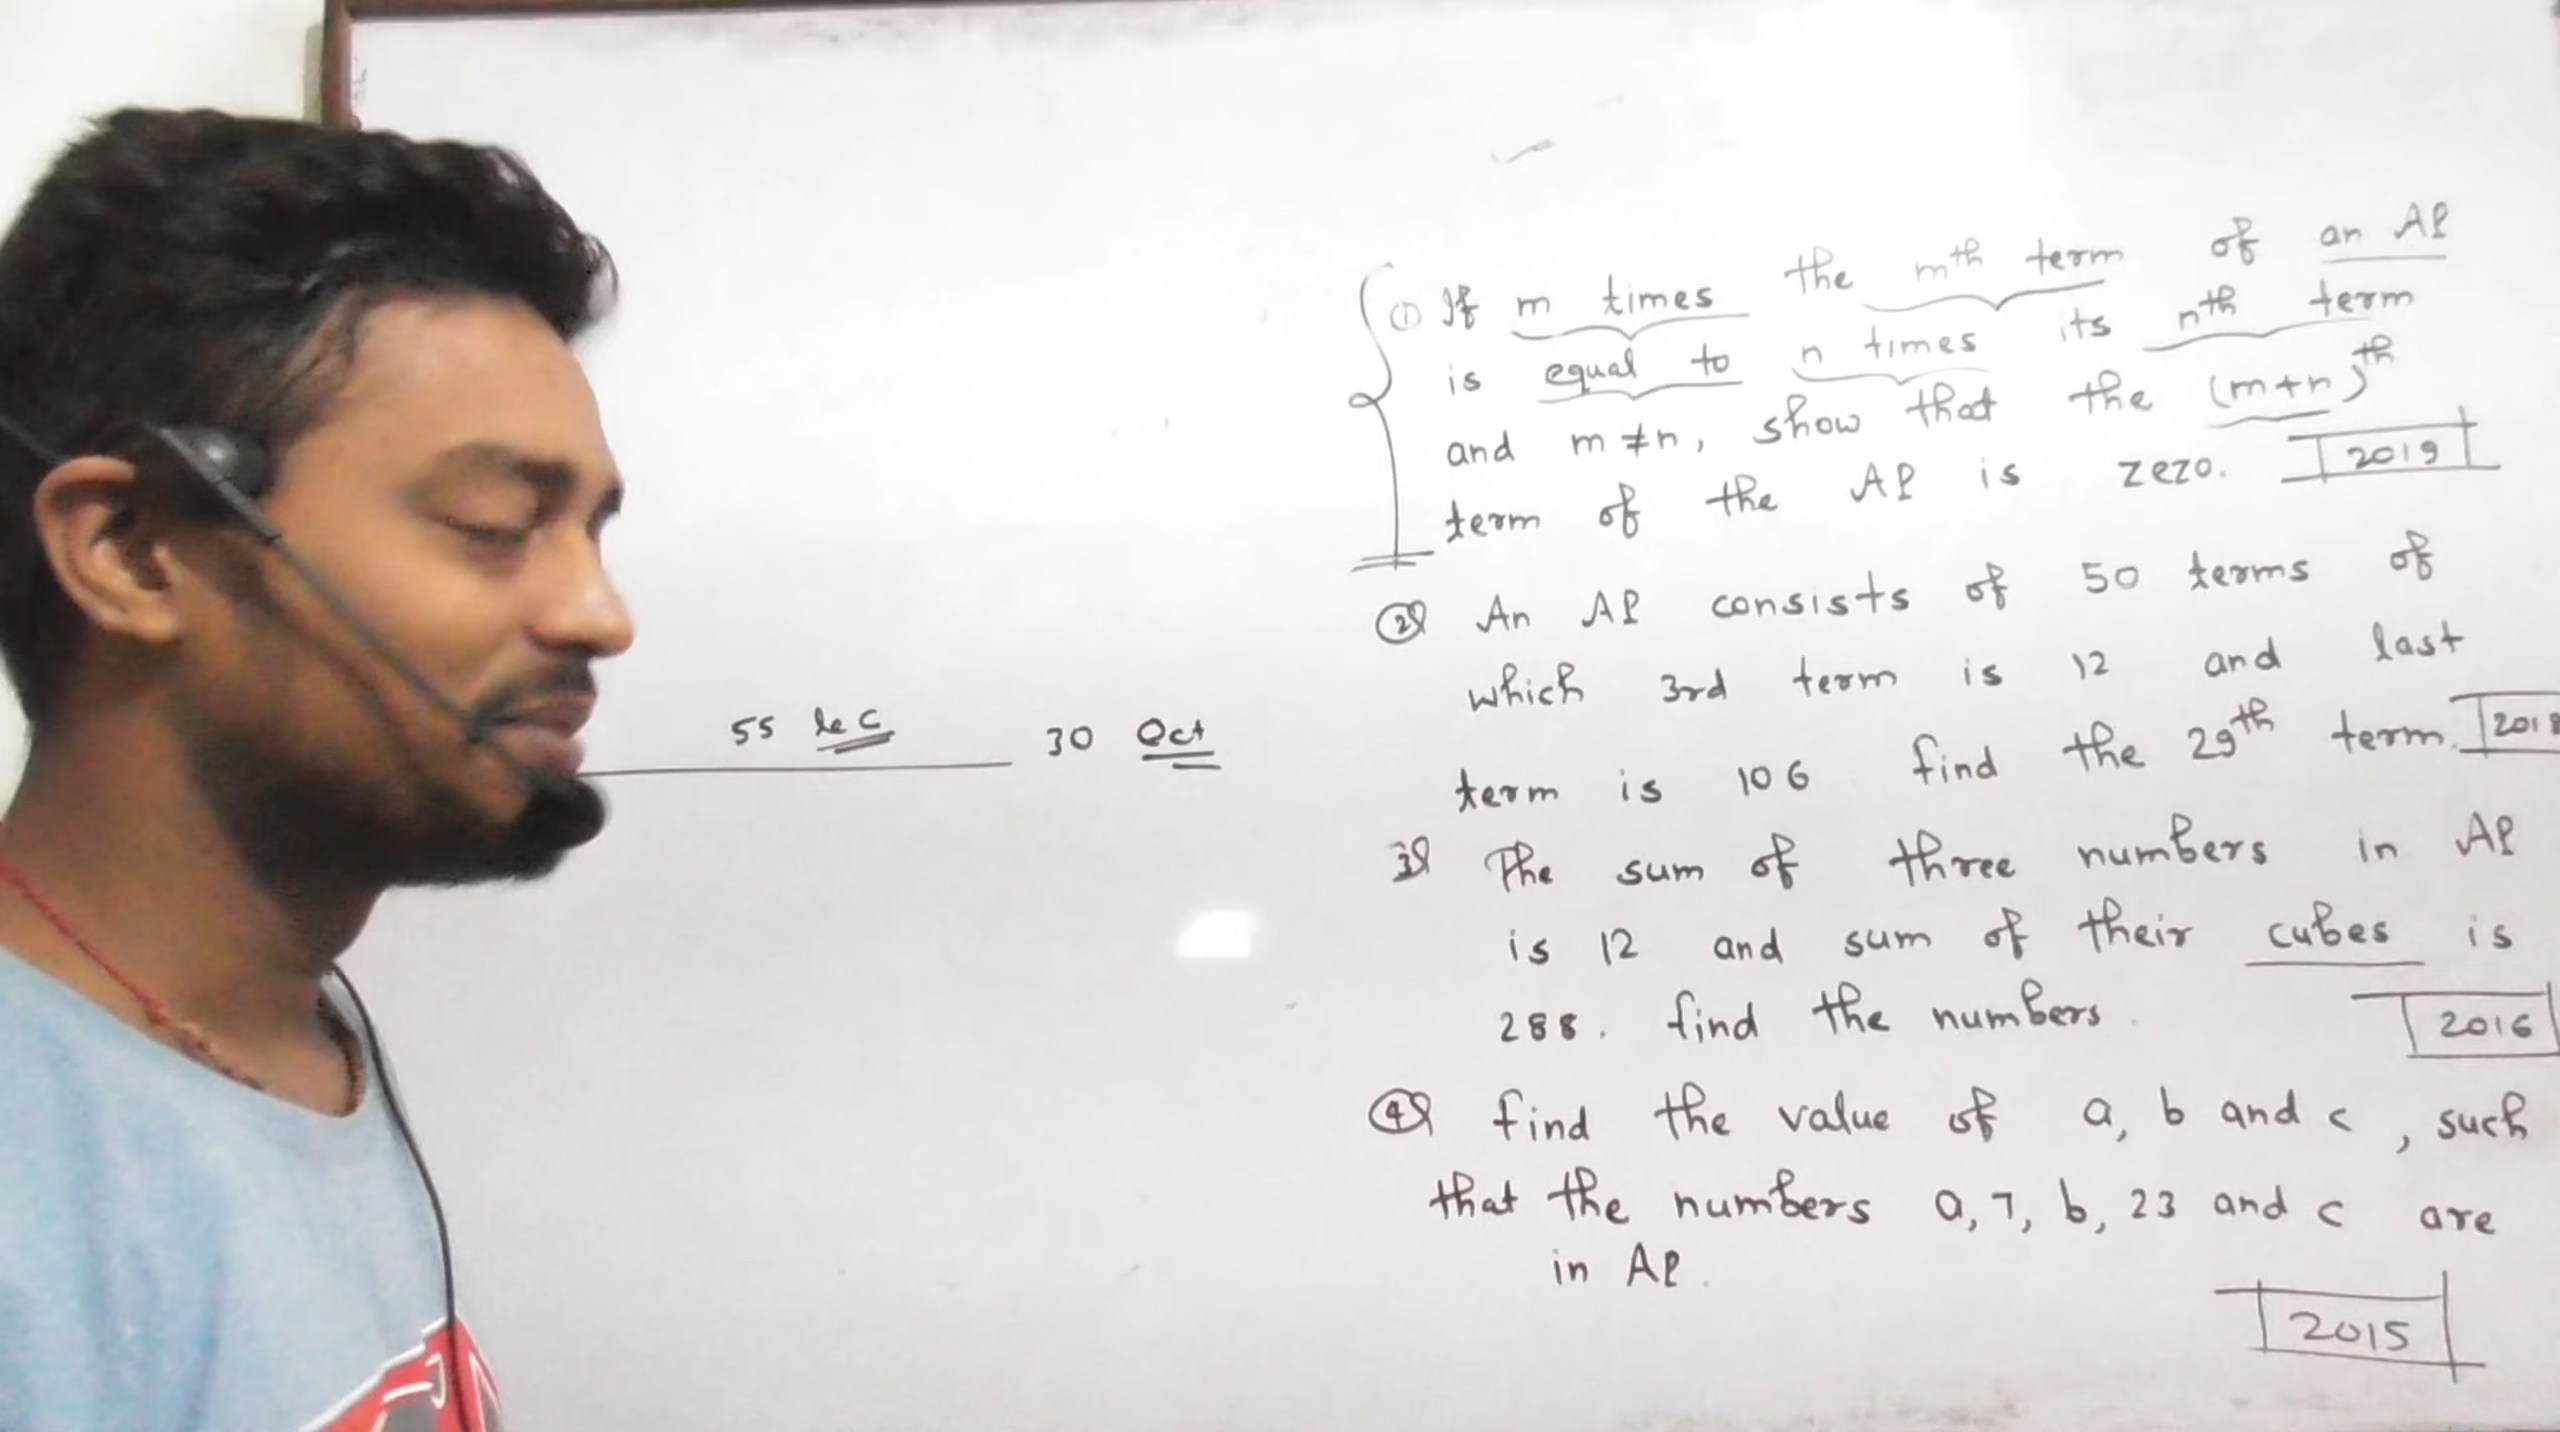 55 lec 30 Oct
① If m times the mth term of an AP
is equal to n times its nth term
and m ≠ n, show that the (m+n)th
term of the AP is zezo. 2019
② An AP consists of 50 terms of
which 3rd term is 12 and last
term is 106 find the 29th term. 2018
3) The sum of three numbers in AP
is 12 and sum of their cubes is
288. find the numbers. 2016
④ find the value of a, b and c, such
that the numbers a, 7, b, 23 and c are
in AP.
2015